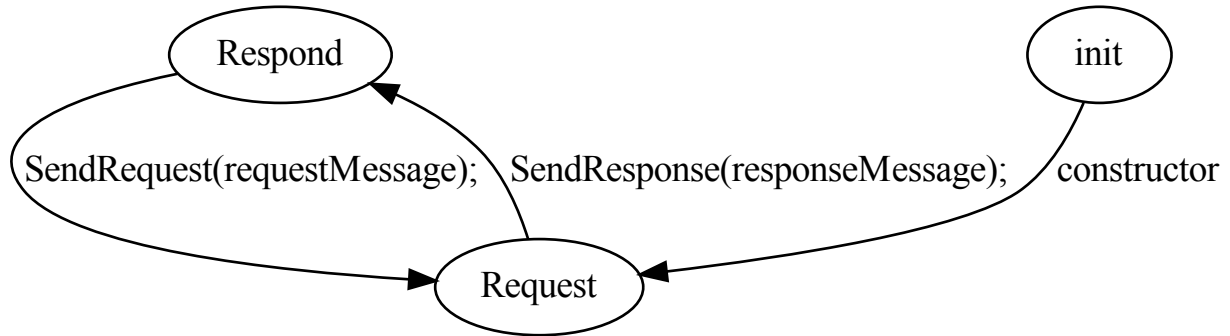 Respond
init
SendRequest(requestMessage);
SendResponse(responseMessage);
constructor
Request